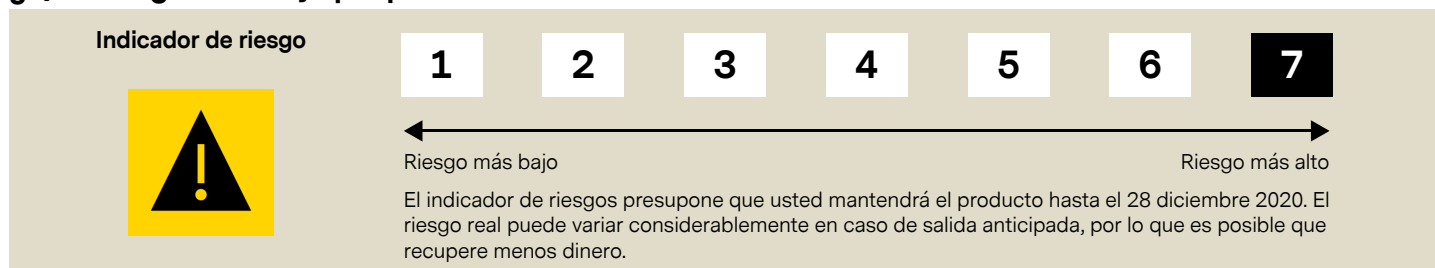 Indicador de riesgo
1 2 3 4 5 6 7
Riesgo más bajo
Riesgo más alto
El indicador de riesgos presupone que usted mantendrá el producto hasta el 28 diciembre 2020. El
riesgo real puede variar considerablemente en caso de salida anticipada, por lo que es posible que
recupere menos dinero.